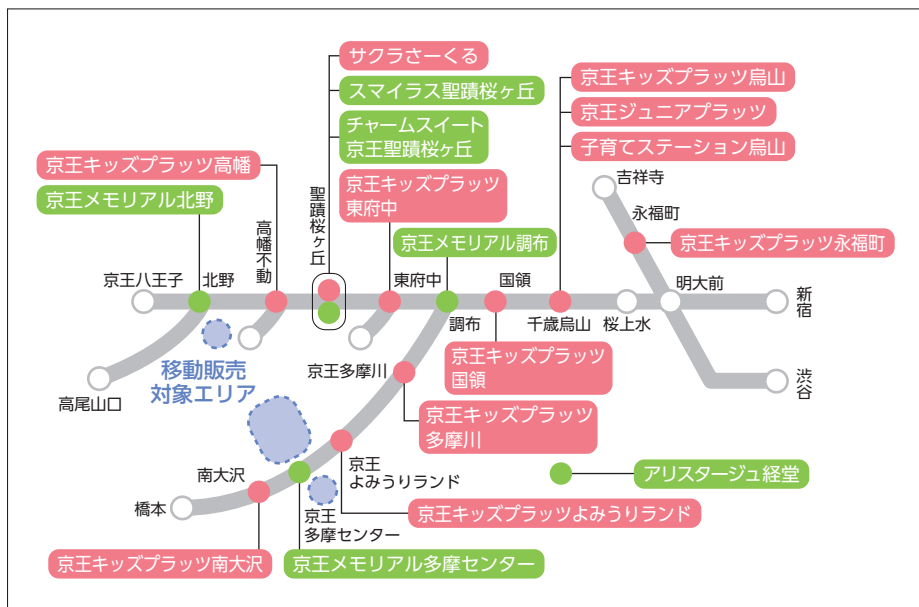 サクラさーくる
スマイラス聖蹟桜ヶ丘
チャームスイート
京王聖蹟桜ヶ丘
京王キッズプラッツ烏山
京王ジュニアプラッツ
子育てステーション烏山
京王キッズプラッツ高幡
京王メモリアル北野
京王キッズプラッツ
東府中
京王メモリアル調布
吉祥寺
永福町
京王キッズプラッツ永福町
聖蹟桜ヶ丘
高幡不動
京王八王子
北野
東府中
国領
明大前
新宿
調布
千歳烏山
桜上水
移動販売
対象エリア
京王多摩川
京王キッズプラッツ
国領
高尾山口
渋谷
京王キッズプラッツ
多摩川
南大沢
京王
よみうりランド
アリスタージュ経堂
橋本
京王
多摩センター
京王キッズプラッツよみうりランド
京王キッズプラッツ南大沢
京王メモリアル多摩センター